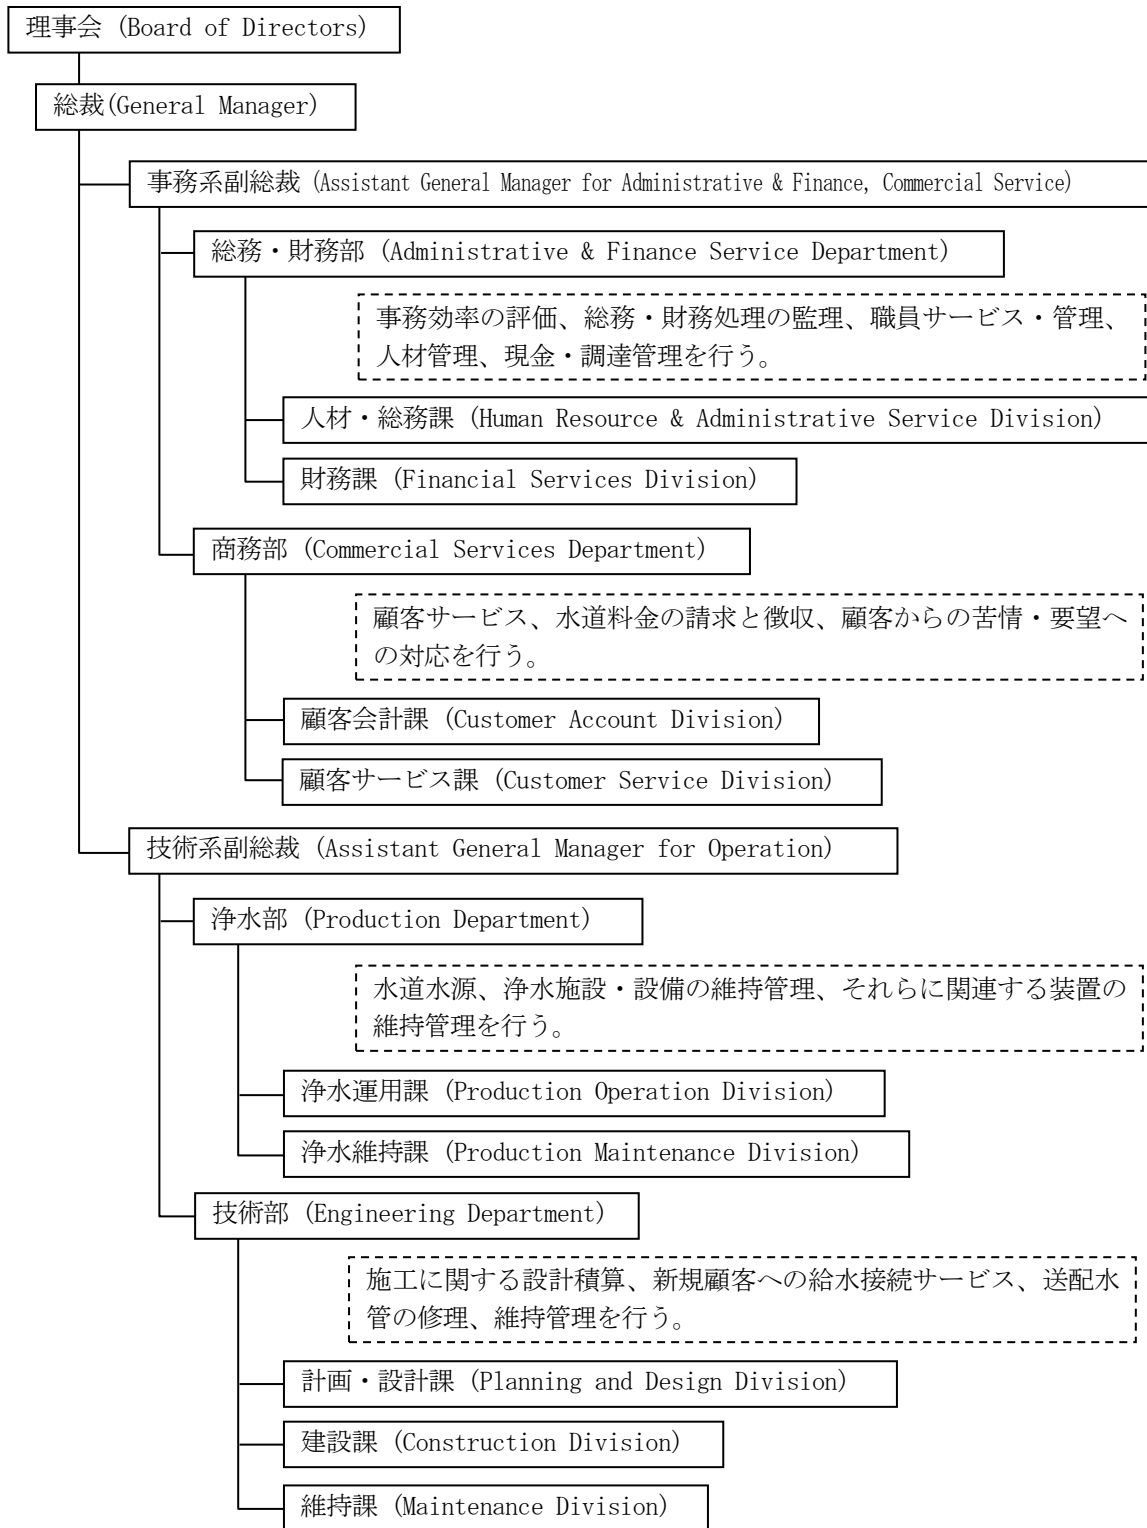 理事会 (Board of Directors)
総裁(General Manager)
事務系副総裁 (Assistant General Manager for Administrative & Finance, Commercial Service)
総務・財務部 (Administrative & Finance Service Department)
事務効率の評価、総務・財務処理の監理、職員サービス・管理、
人材管理、現金・調達管理を行う。
人材・総務課 (Human Resource & Administrative Service Division)
財務課 (Financial Services Division)
商務部 (Commercial Services Department)
顧客サービス、水道料金の請求と徴収、顧客からの苦情・要望へ
の対応を行う。
顧客会計課 (Customer Account Division)
顧客サービス課 (Customer Service Division)
技術系副総裁 (Assistant General Manager for Operation)
浄水部 (Production Department)
水道水源、浄水施設・設備の維持管理、それらに関連する装置の
維持管理を行う。
浄水運用課 (Production Operation Division)
浄水維持課 (Production Maintenance Division)
技術部 (Engineering Department)
施工に関する設計積算、新規顧客への給水接続サービス、送配水
管の修理、維持管理を行う。
計画・設計課 (Planning and Design Division)
建設課 (Construction Division)
維持課 (Maintenance Division)